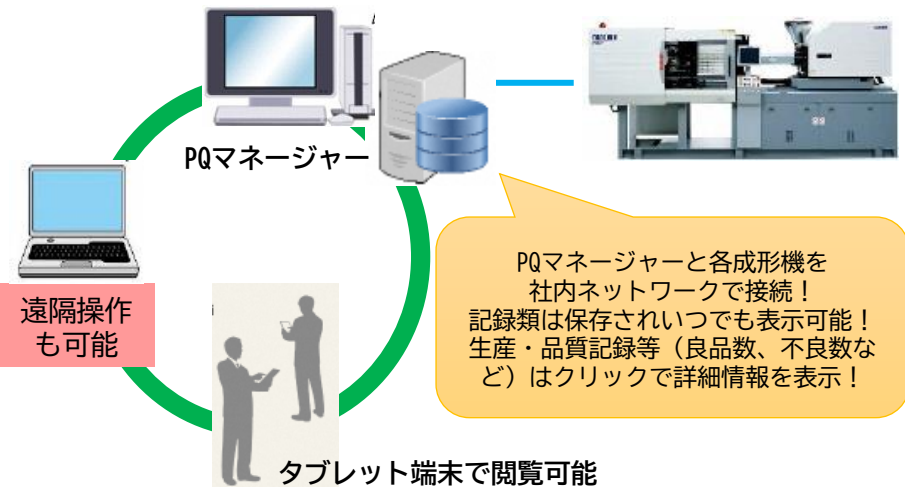 PQマネージャー
遠隔操作
も可能
PQマネージャーと各成形機を
社内ネットワークで接続！
記録類は保存されいつでも表示可能！
生産・品質記録等（良品数、不良数な
ど）はクリックで詳細情報を表示！
タブレット端末で閲覧可能